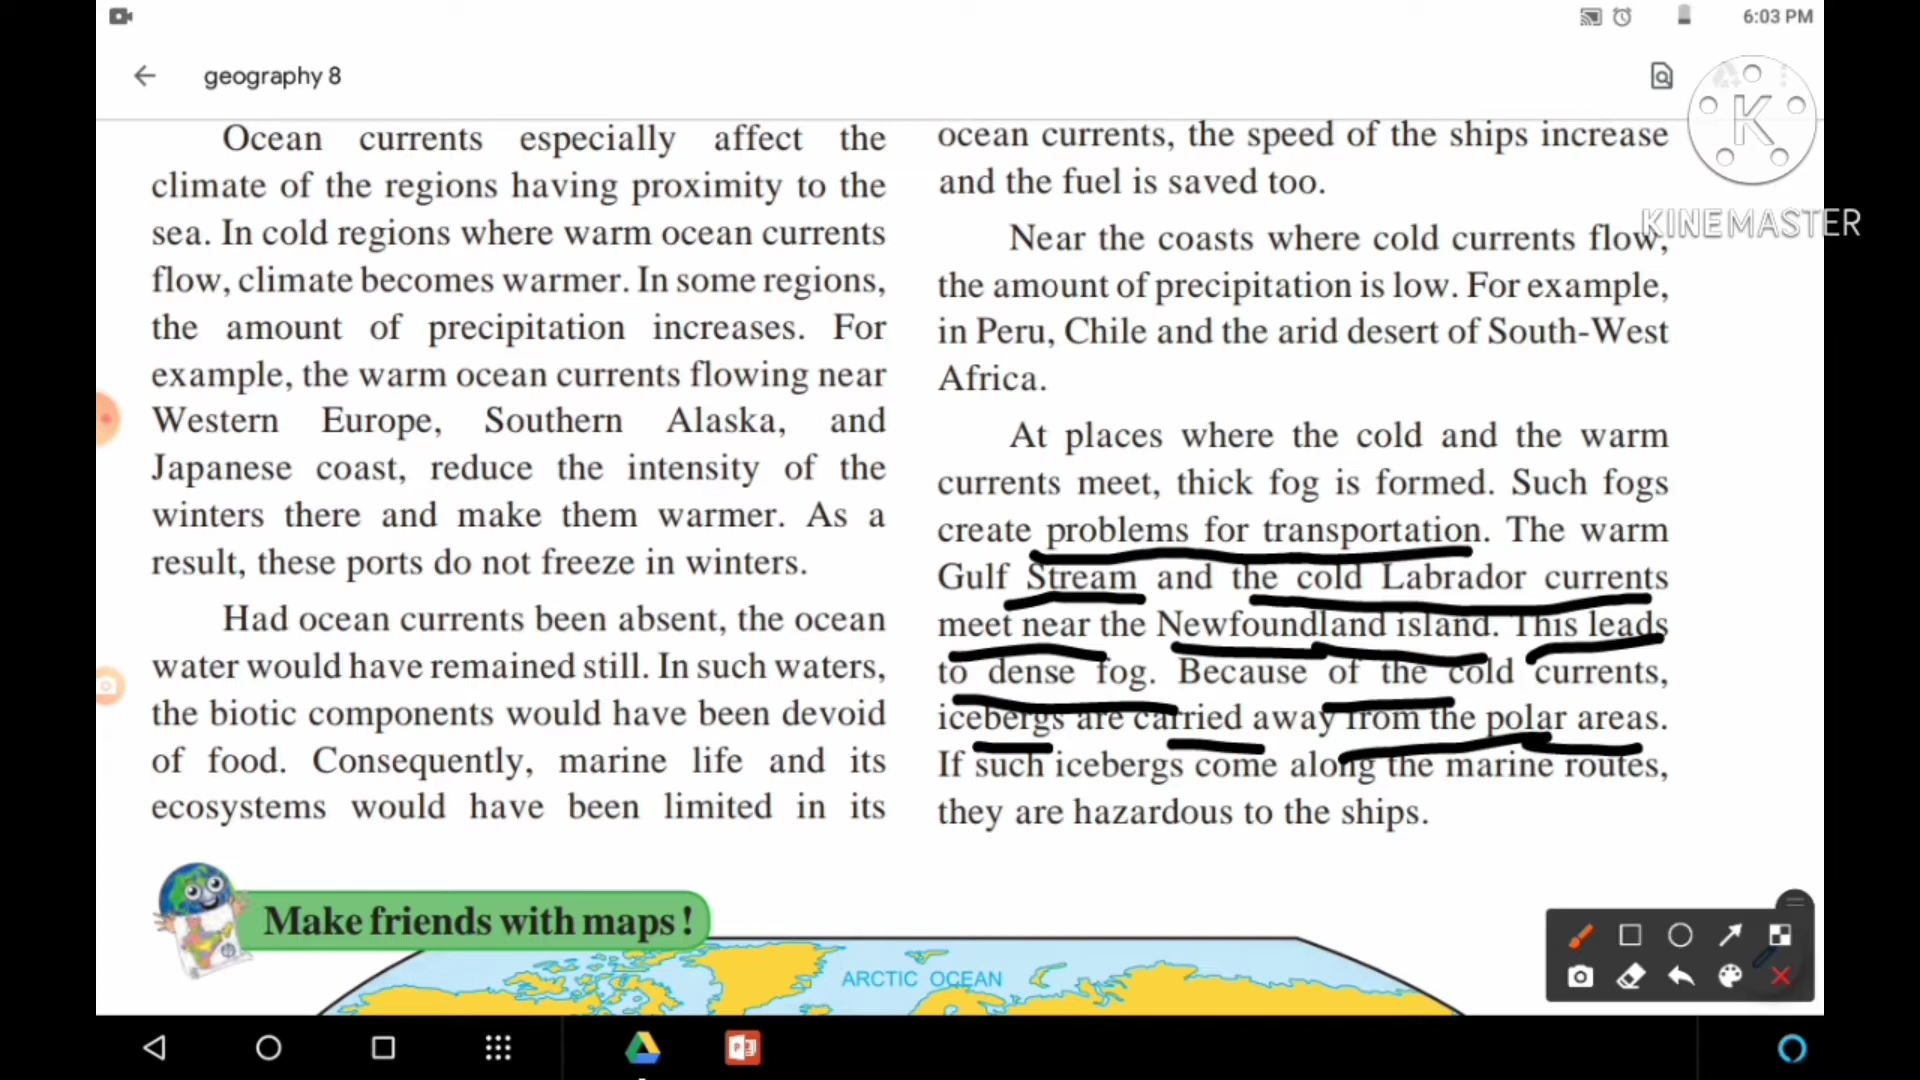 6:03 PM
geography 8
KINEMASTER
Ocean currents especially affect the
climate of the regions having proximity to the
sea. In cold regions where warm ocean currents
flow, climate becomes warmer. In some regions,
the amount of precipitation increases. For
example, the warm ocean currents flowing near
Western Europe, Southern Alaska, and
Japanese coast, reduce the intensity of the
winters there and make them warmer. As a
result, these ports do not freeze in winters.
Had ocean currents been absent, the ocean
water would have remained still. In such waters,
the biotic components would have been devoid
of food. Consequently, marine life and its
ecosystems would have been limited in its
ocean currents, the speed of the ships increase
and the fuel is saved too.
Near the coasts where cold currents flow,
the amount of precipitation is low. For example,
in Peru, Chile and the arid desert of South-West
Africa.
At places where the cold and the warm
currents meet, thick fog is formed. Such fogs
create problems for transportation. The warm
Gulf Stream and the cold Labrador currents
meet near the Newfoundland island. This leads
to dense fog. Because of the cold currents,
icebergs are carried away from the polar areas.
If such icebergs come along the marine routes,
they are hazardous to the ships.
Make friends with maps !
ARCTIC OCEAN